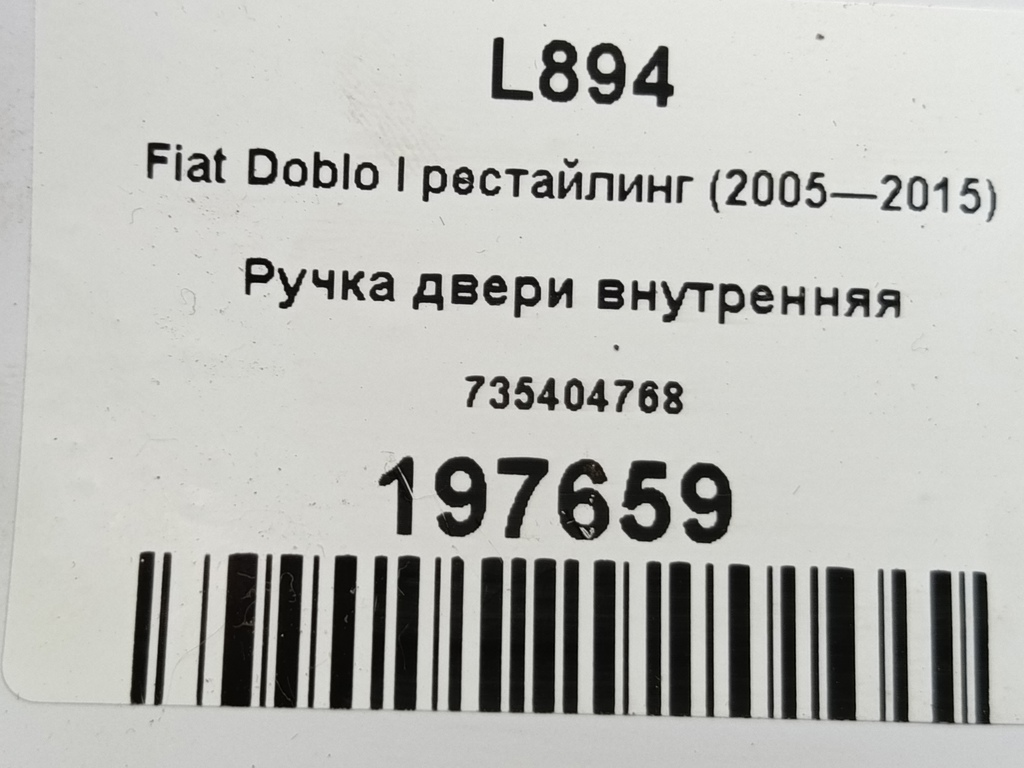 L894
Fiat Doblo I рестайлинг (2005—2015)
Ручка двери внутренняя
735404768
197659